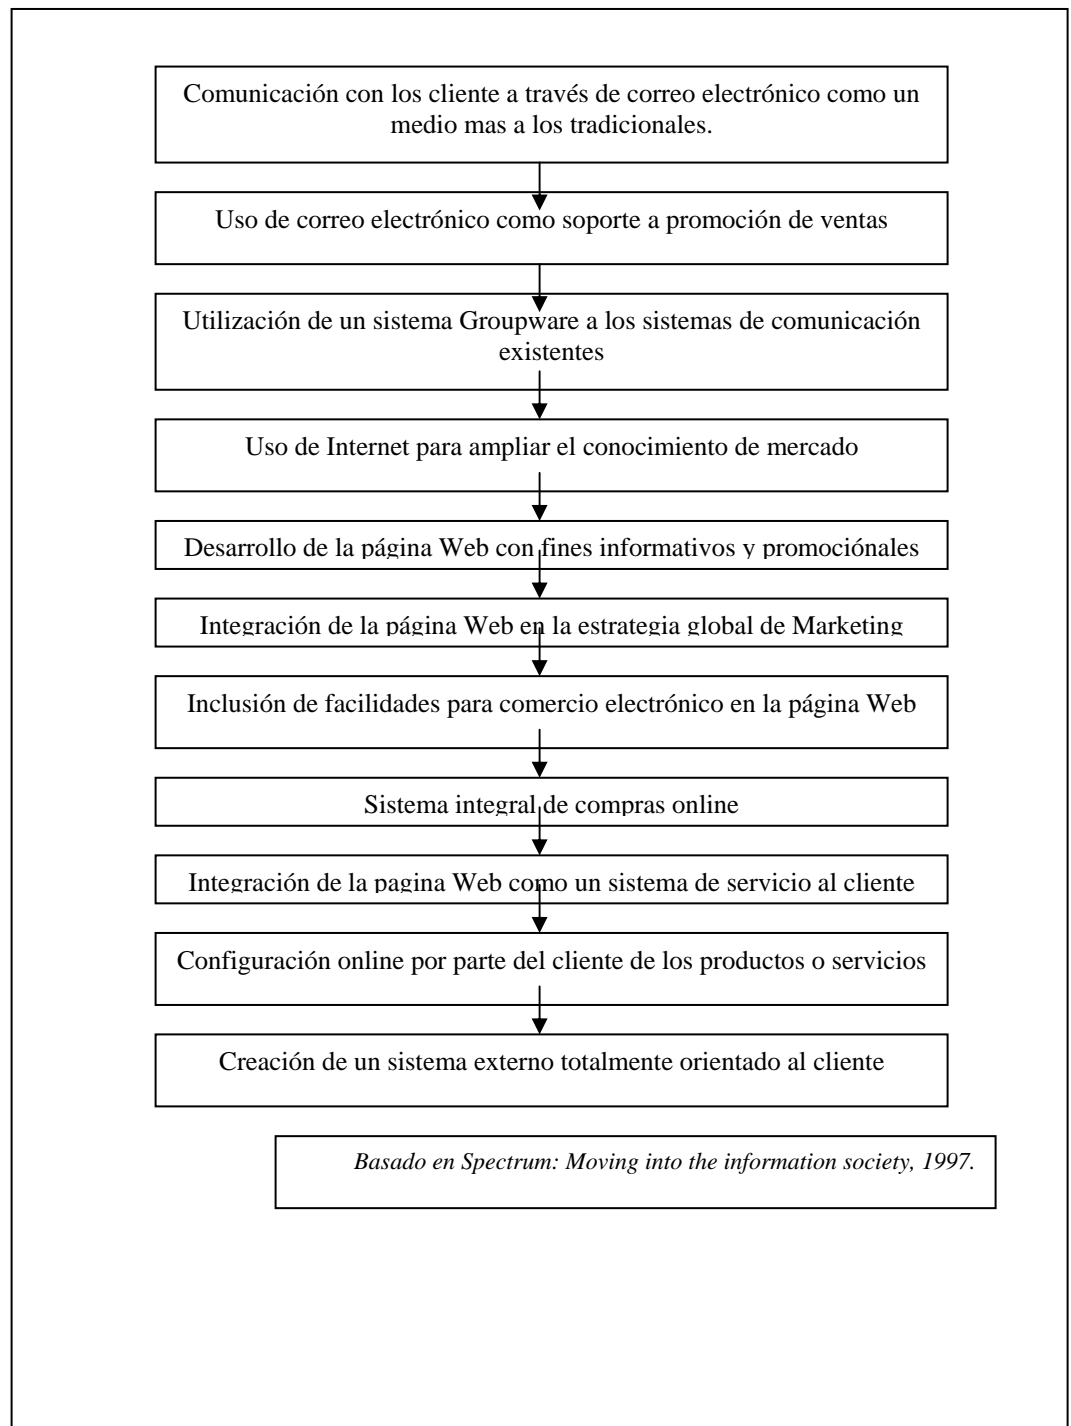 Comunicación con los cliente a través de correo electrónico como un
medio mas a los tradicionales.
Uso de correo electrónico como soporte a promoción de ventas
Utilización de un sistema Groupware a los sistemas de comunicación
existentes
Uso de Internet para ampliar el conocimiento de mercado
Desarrollo de la página Web con fines informativos y promociónales
Integración de la página Web en la estrategia global de Marketing
Inclusión de facilidades para comercio electrónico en la página Web
Sistema integral de compras online
Integración de la pagina Web como un sistema de servicio al cliente
Configuración online por parte del cliente de los productos o servicios
Creación de un sistema externo totalmente orientado al cliente
Basado en Spectrum: Moving into the information society, 1997.